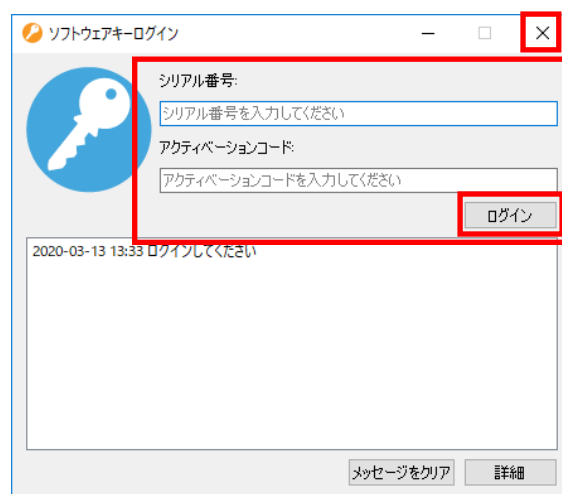 ソフトウェアキーログイン
シリアル番号:
シリアル番号を入力してください
アクティベーションコード:
アクティベーションコードを入力してください
ログイン
2020-03-13 13:33 ログインしてください
メッセージをクリア
詳細